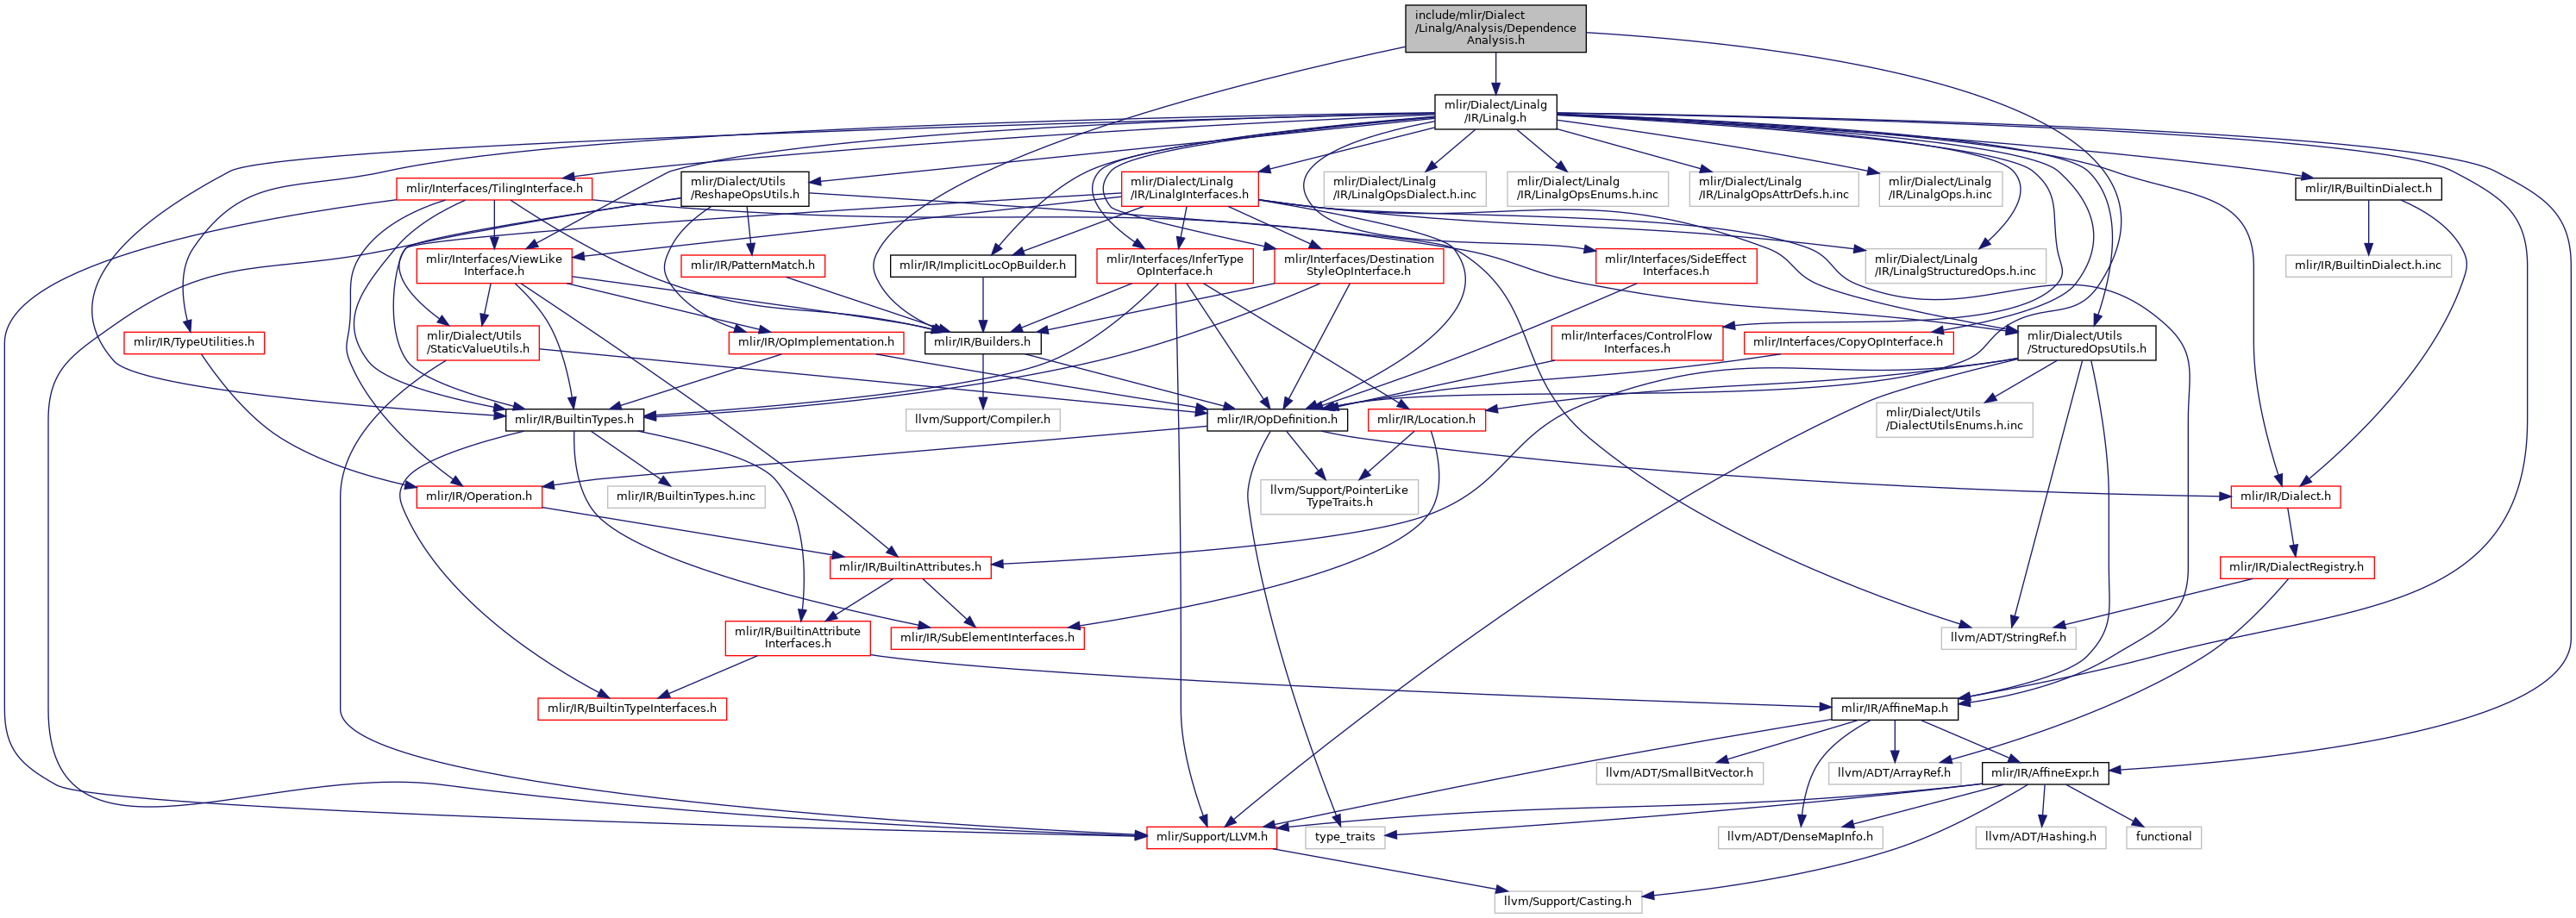 include/mlir/Dialect
/Linalg/Analysis/Dependence
Analysis.h
mlir/Dialect/Linalg
/IR/Linalg.h
mlir/Interfaces/TilingInterface.h
mlir/Dialect/Utils
/ReshapeOpsUtils.h
mlir/Dialect/Linalg
/IR/LinalgInterfaces.h
mlir/Dialect/Linalg
/IR/LinalgOpsDialect.h.inc
mlir/Dialect/Linalg
/IR/LinalgOpsEnums.h.inc
mlir/Dialect/Linalg
/IR/LinalgOpsAttrDefs.h.inc
mlir/Dialect/Linalg
/IR/LinalgOps.h.inc
mlir/IR/BuiltinDialect.h
mlir/Interfaces/ViewLike
Interface.h
mlir/IR/PatternMatch.h
mlir/IR/ImplicitLocOpBuilder.h
mlir/Interfaces/InferType
OpInterface.h
mlir/Interfaces/Destination
StyleOpInterface.h
mlir/Interfaces/SideEffect
Interfaces.h
mlir/Dialect/Linalg
/IR/LinalgStructuredOps.h.inc
mlir/IR/BuiltinDialect.h.inc
mlir/IR/TypeUtilities.h
mlir/Dialect/Utils
/StaticValueUtils.h
mlir/IR/OpImplementation.h
mlir/IR/Builders.h
mlir/Interfaces/ControlFlow
Interfaces.h
mlir/Interfaces/CopyOpInterface.h
mlir/Dialect/Utils
/StructuredOpsUtils.h
mlir/IR/BuiltinTypes.h
llvm/Support/Compiler.h
mlir/IR/OpDefinition.h
mlir/IR/Location.h
mlir/Dialect/Utils
/DialectUtilsEnums.h.inc
mlir/IR/Operation.h
mlir/IR/BuiltinTypes.h.inc
llvm/Support/PointerLike
TypeTraits.h
mlir/IR/Dialect.h
mlir/IR/BuiltinAttributes.h
mlir/IR/DialectRegistry.h
mlir/IR/BuiltinAttribute
Interfaces.h
mlir/IR/SubElementInterfaces.h
llvm/ADT/StringRef.h
mlir/IR/BuiltinTypeInterfaces.h
mlir/IR/AffineMap.h
llvm/ADT/SmallBitVector.h
llvm/ADT/ArrayRef.h
mlir/IR/AffineExpr.h
mlir/Support/LLVM.h
type_traits
llvm/ADT/DenseMapInfo.h
llvm/ADT/Hashing.h
functional
llvm/Support/Casting.h